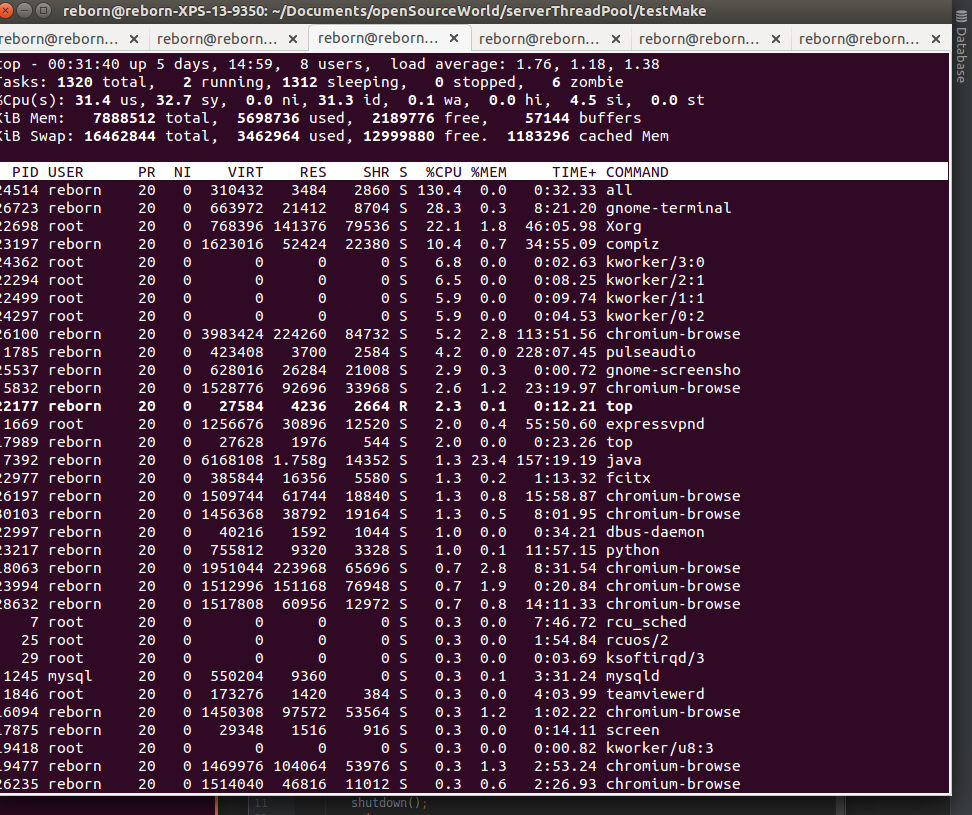 reborn@reborn-XPS-13-9350: ~/Documents/openSourceWorld/serverThreadPool/testMake
reborn@reborn... × reborn@reborn... × reborn@reborn... × reborn@reborn... × reborn@reborn... × reborn@reborn... ×
Database
top - 00:31:40 up 5 days, 14:59, 8 users, load average: 1.76, 1.18, 1.38
Tasks: 1320 total, 2 running, 1312 sleeping, 0 stopped, 6 zombie
%Cpu(s): 31.4 us, 32.7 sy, 0.0 ni, 31.3 id, 0.1 wa, 0.0 hi, 4.5 si, 0.0 st
KiB Mem: 7888512 total, 5698736 used, 2189776 free, 57144 buffers
KiB Swap: 16462844 total, 3462964 used, 12999880 free. 1183296 cached Mem
PID USER PR NI VIRT RES SHR S %CPU %MEM TIME+ COMMAND
24514 reborn 20 0 310432 3484 2860 S 130.4 0.0 0:32.33 all
26723 reborn 20 0 663972 21412 8704 S 28.3 0.3 8:21.20 gnome-terminal
22698 root 20 0 768396 141376 79536 S 22.1 1.8 46:05.98 Xorg
23197 reborn 20 0 1623016 52424 22380 S 10.4 0.7 34:55.09 compiz
24362 root 20 0 0 0 0 S 6.8 0.0 0:02.63 kworker/3:0
22294 root 20 0 0 0 0 S 6.5 0.0 0:08.25 kworker/2:1
22499 root 20 0 0 0 0 S 5.9 0.0 0:09.74 kworker/1:1
24297 root 20 0 0 0 0 S 5.9 0.0 0:04.53 kworker/0:2
26100 reborn 20 0 3983424 224260 84732 S 5.2 2.8 113:51.56 chromium-browse
1785 reborn 20 0 423408 3700 2584 S 4.2 0.0 228:07.45 pulseaudio
25537 reborn 20 0 628016 26284 21008 S 2.9 0.3 0:00.72 gnome-screensho
5832 reborn 20 0 1528776 92696 33968 S 2.6 1.2 23:19.97 chromium-browse
22177 reborn 20 0 27584 4236 2664 R 2.3 0.1 0:12.21 top
1669 root 20 0 1256676 30896 12520 S 2.0 0.4 55:50.60 expressvpnd
7989 reborn 20 0 27628 1976 544 S 2.0 0.0 0:23.26 top
7392 reborn 20 0 6168108 1.758g 14352 S 1.3 23.4 157:19.19 java
22977 reborn 20 0 385844 16356 5580 S 1.3 0.2 1:13.32 fcitx
26197 reborn 20 0 1509744 61744 18840 S 1.3 0.8 15:58.87 chromium-browse
30103 reborn 20 0 1456368 38792 19164 S 1.3 0.5 8:01.95 chromium-browse
22997 reborn 20 0 40216 1592 1044 S 1.0 0.0 0:34.21 dbus-daemon
23217 reborn 20 0 755812 9320 3328 S 1.0 0.1 11:57.15 python
18063 reborn 20 0 1951044 223968 65696 S 0.7 2.8 8:31.54 chromium-browse
23994 reborn 20 0 1512996 151168 76948 S 0.7 1.9 0:20.84 chromium-browse
28632 reborn 20 0 1517808 60956 12972 S 0.7 0.8 14:11.33 chromium-browse
7 root 20 0 0 0 0 S 0.3 0.0 7:46.72 rcu_sched
25 root 20 0 0 0 0 S 0.3 0.0 1:54.84 rcuos/2
29 root 20 0 0 0 0 S 0.3 0.0 0:03.69 ksoftirqd/3
1245 mysql 20 0 550204 9360 0 S 0.3 0.1 3:31.24 mysqld
1846 root 20 0 173276 1420 384 S 0.3 0.0 4:03.99 teamviewerd
16094 reborn 20 0 1450308 97572 53564 S 0.3 1.2 1:02.22 chromium-browse
17875 reborn 20 0 29348 1516 916 S 0.3 0.0 0:14.11 screen
19418 root 20 0 0 0 0 S 0.3 0.0 0:00.82 kworker/u8:3
19477 reborn 20 0 1469976 104064 53976 S 0.3 1.3 2:53.24 chromium-browse
26235 reborn 20 0 1514040 46816 11012 S 0.3 0.6 2:26.93 chromium-browse
11 shutdown();